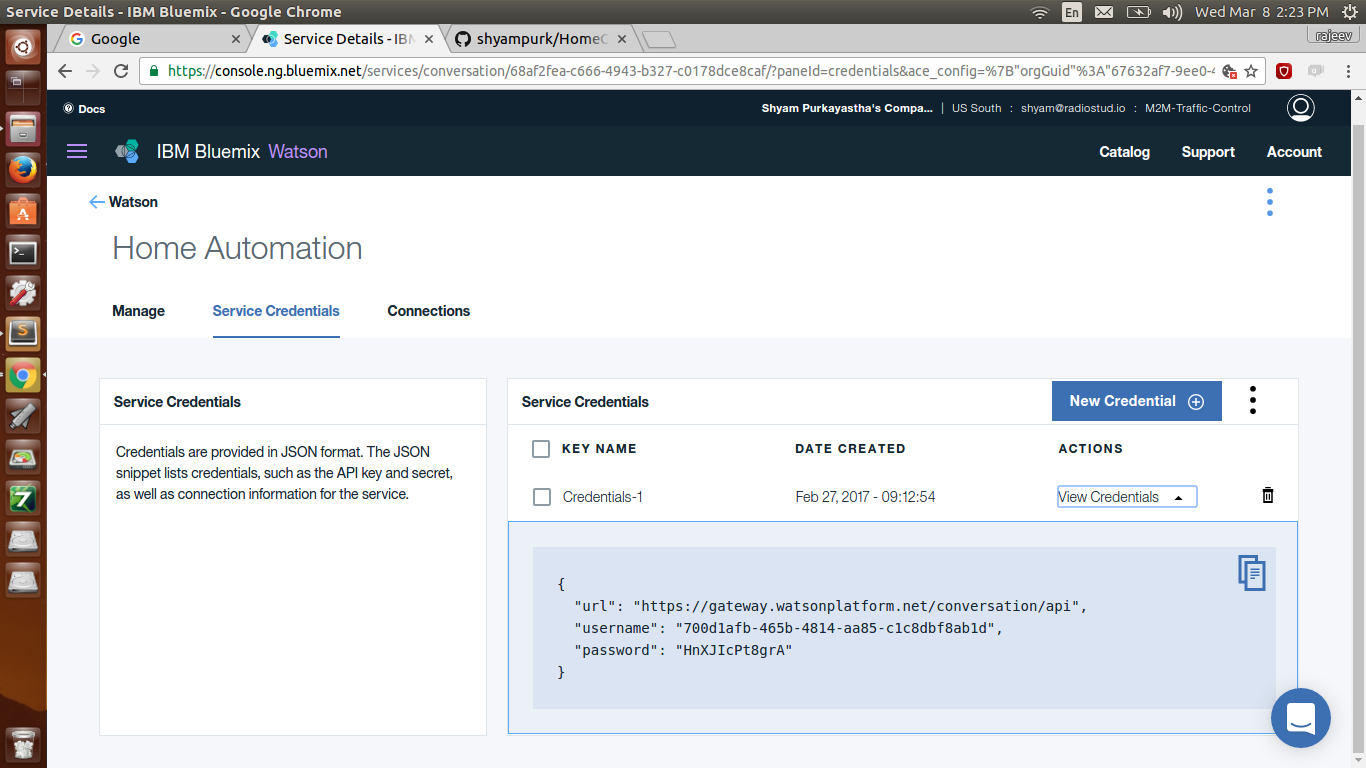 Service Details - IBM Bluemix - Google Chrome
En
Wed Mar 8 2:23 PM
Google
Service Details - IBM
shyampurk/HomeC
rajeev
https://console.ng.bluemix.net/services/conversation/68af2fea-c666-4943-b327-c0178dce8caf/?paneId=credentials&ace_config=%7B"orgGuid"%3A"67632af7-9ee0-4
Docs
Shyam Purkayastha's Compa... | US South : shyam@radiostud.io : M2M-Traffic-Control
IBM Bluemix Watson
Catalog Support Account
Watson
Home Automation
Manage Service Credentials Connections
Service Credentials
Credentials are provided in JSON format. The JSON
snippet lists credentials, such as the API key and secret,
as well as connection information for the service.
Service Credentials
New Credential
KEY NAME DATE CREATED ACTIONS
Credentials-1 Feb 27, 2017 - 09:12:54 View Credentials
{
"url": "https://gateway.watsonplatform.net/conversation/api",
"username": "700d1afb-465b-4814-aa85-c1c8dbf8ab1d",
"password": "HnXJIcPt8grA"
}